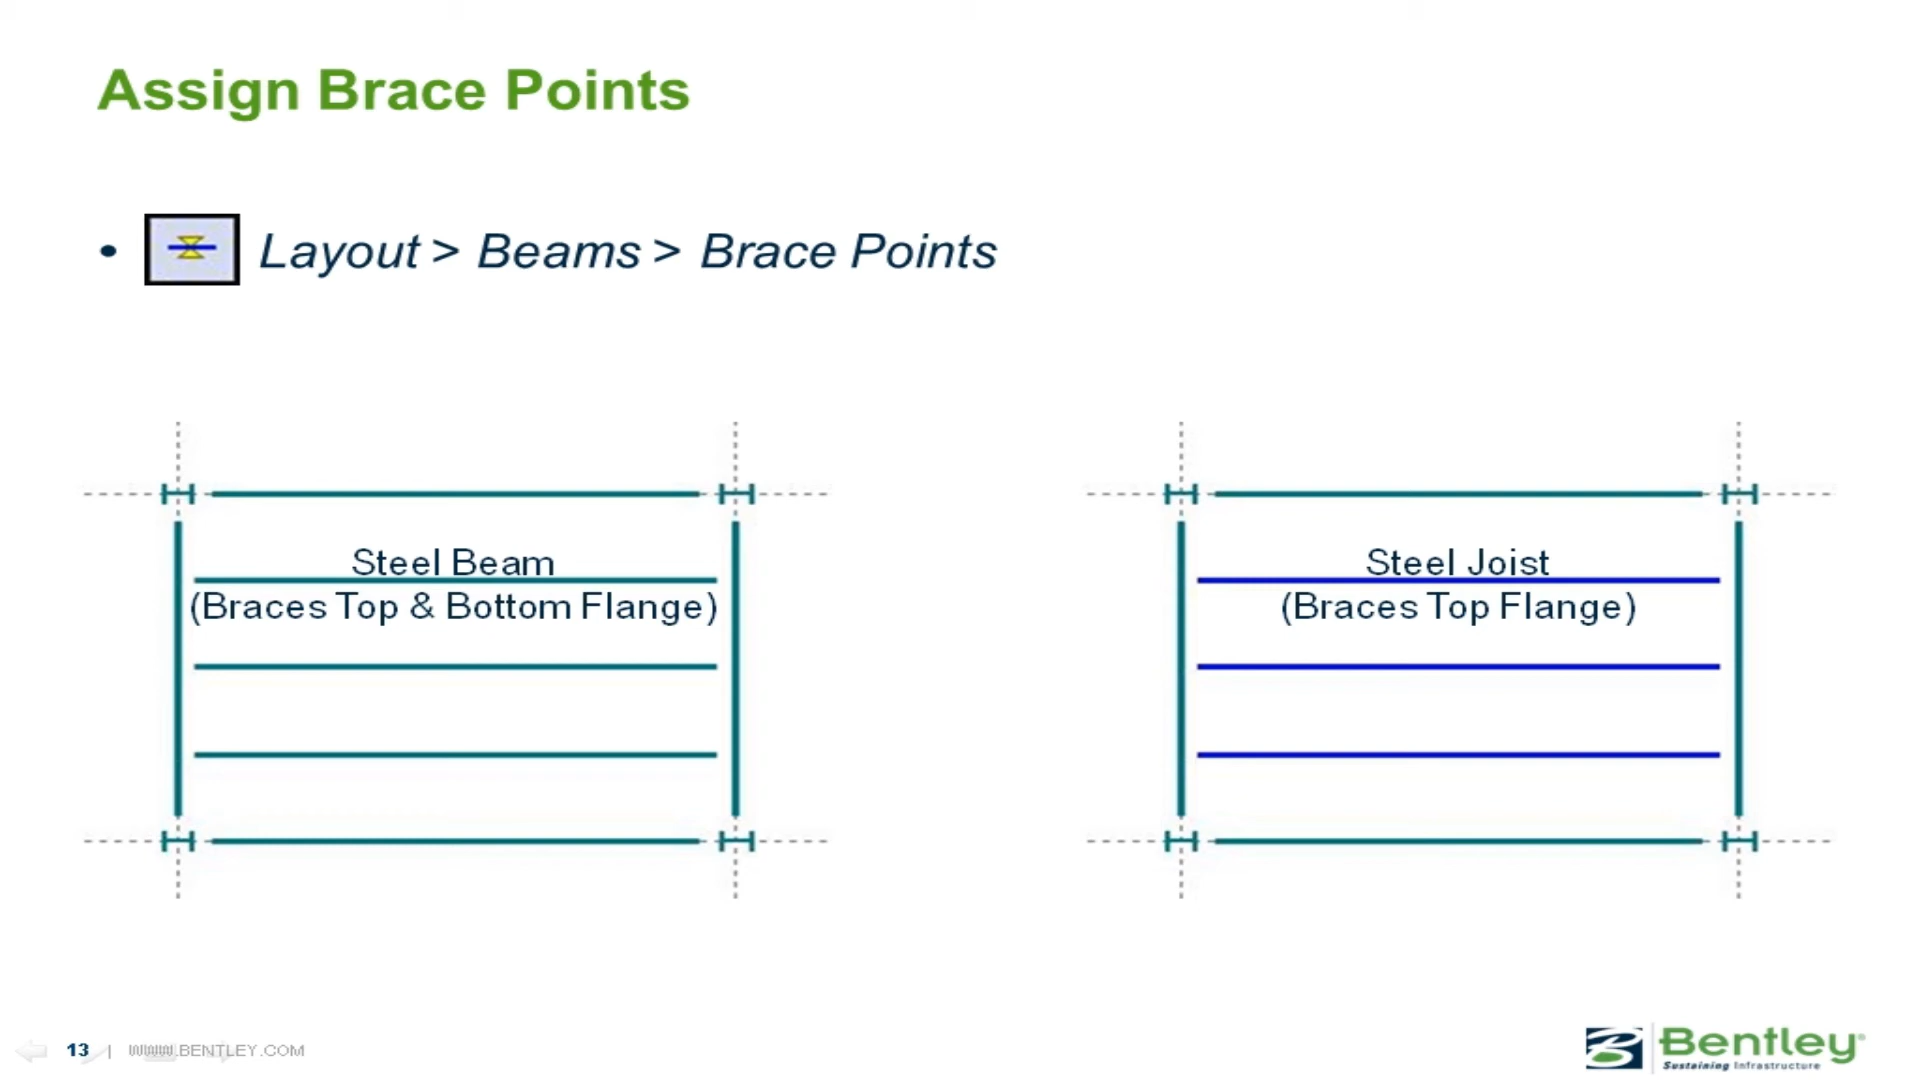 Assign Brace Points
• Layout > Beams > Brace Points
Steel Beam
(Braces Top & Bottom Flange)
Steel Joist
(Braces Top Flange)
13 | WWW.BENTLEY.COM
Bentley®
Sustaining Infrastructure